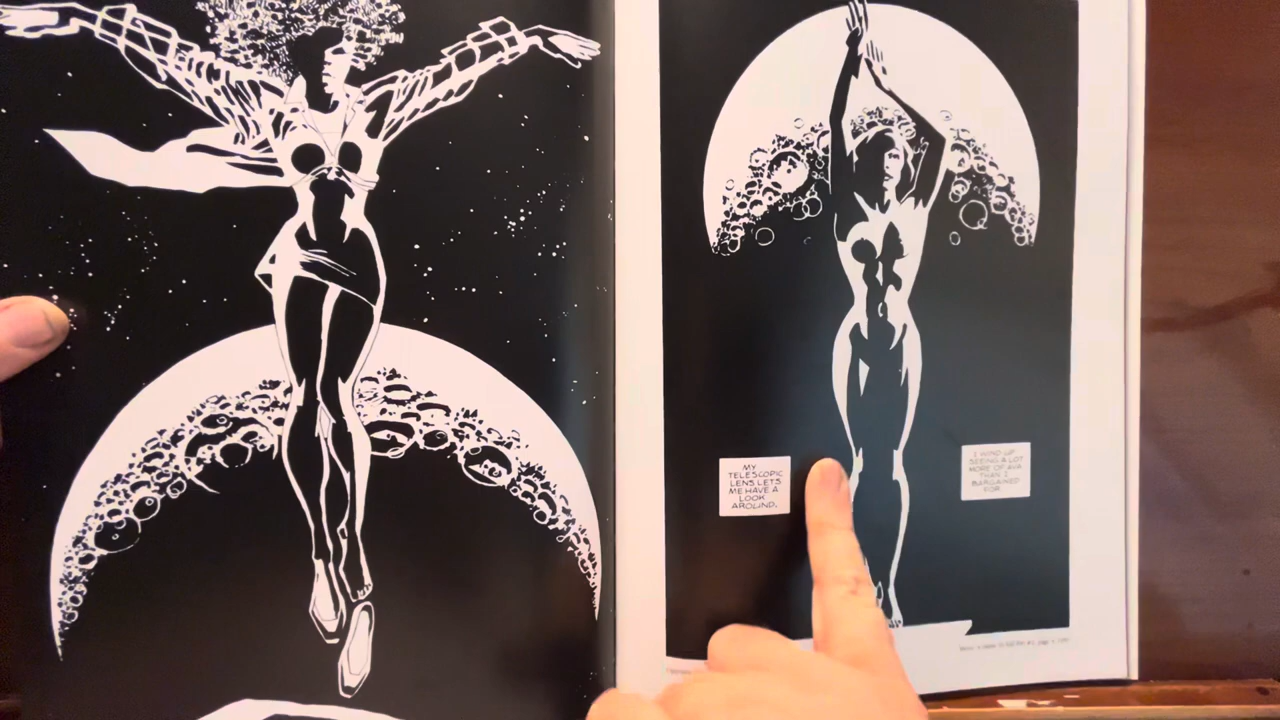 MY
TELESCOPIC
LENS LETS
ME HAVE A
LOOK
AROUND.
I WIND UP
SEEING A LOT
MORE OF AVA
THAN I
BARGAINED
FOR.